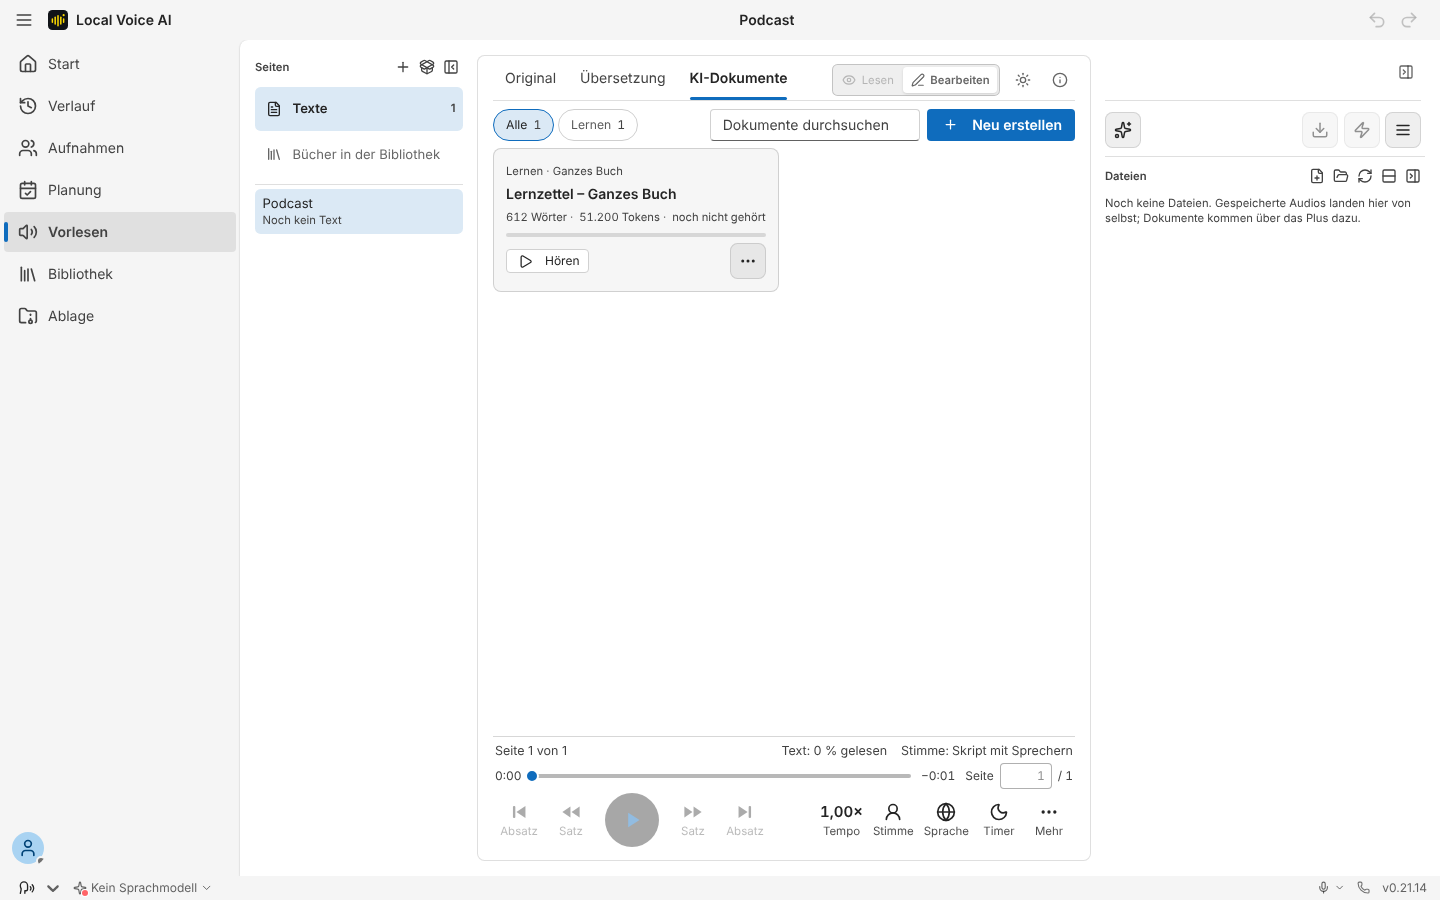 Local Voice AI
Podcast
Start
Verlauf
Aufnahmen
Planung
Vorlesen
Bibliothek
Ablage
Seiten
Texte 1
Bücher in der Bibliothek
Podcast
Noch kein Text
Original Übersetzung KI-Dokumente Lesen Bearbeiten
Alle 1 Lernen 1 Dokumente durchsuchen Neu erstellen
Lernen · Ganzes Buch
Lernzettel – Ganzes Buch
612 Wörter · 51.200 Tokens · noch nicht gehört
Hören
Seite 1 von 1 Text: 0 % gelesen Stimme: Skript mit Sprechern
0:00 −0:01 Seite 1 / 1
Absatz Satz Satz Absatz
1,00×
Tempo Stimme Sprache Timer Mehr
Dateien
Noch keine Dateien. Gespeicherte Audios landen hier von
selbst; Dokumente kommen über das Plus dazu.
Kein Sprachmodell
v0.21.14